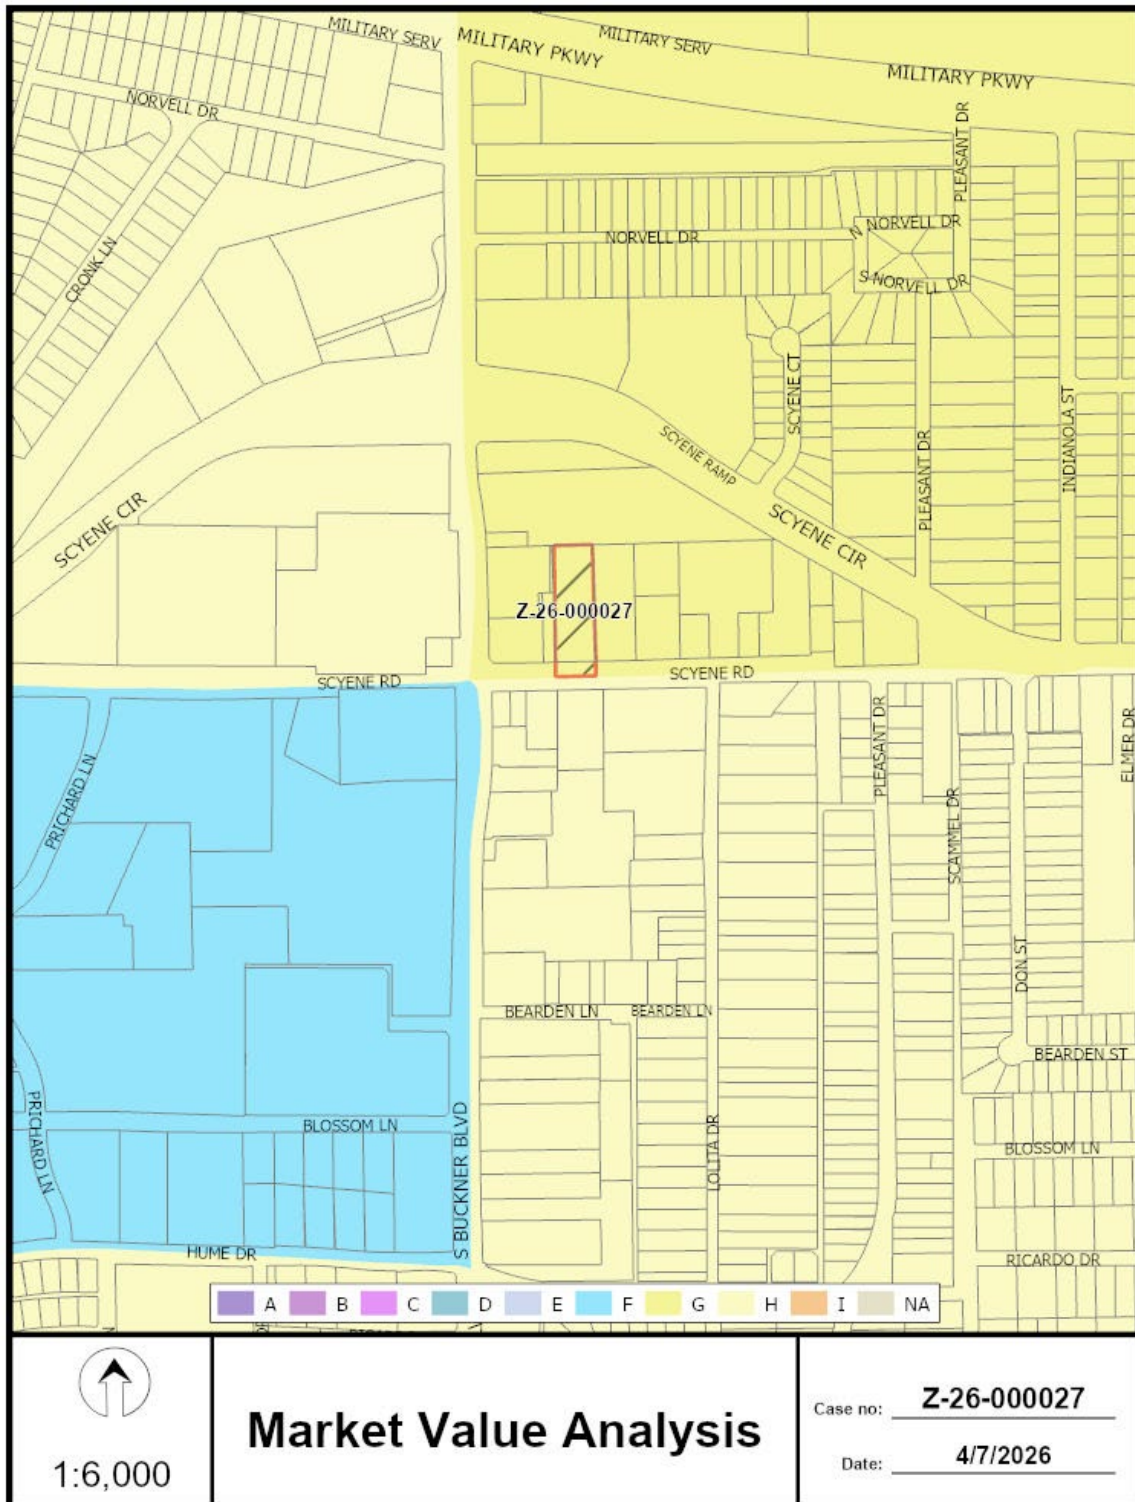 MILITARY SERV
MILITARY PKWY
MILITARY SERV
MILITARY PKWY
NORVELL DR
PLEASANT DR
CRONK LN
NORVELL DR
N NORVELL DR
S NORVELL DR
SCYENE CT
INDIANOLA ST
SCYENE RAMP
PLEASANT DR
SCYENE CIR
SCYENE CIR
Z-26-000027
SCYENE RD
SCYENE RD
PLEASANT DR
ELMER DR
PRICHARD LN
SCAMMEL DR
DON ST
BEARDEN LN
BEARDEN LN
BEARDEN ST
PRICHARD LN
BLOSSOM LN
S BUCKNER BLVD
LOLITA DR
BLOSSOM LN
HUME DR
RICARDO DR
A B C D E F G H I NA
1:6,000
Market Value Analysis
Case no: Z-26-000027
Date: 4/7/2026